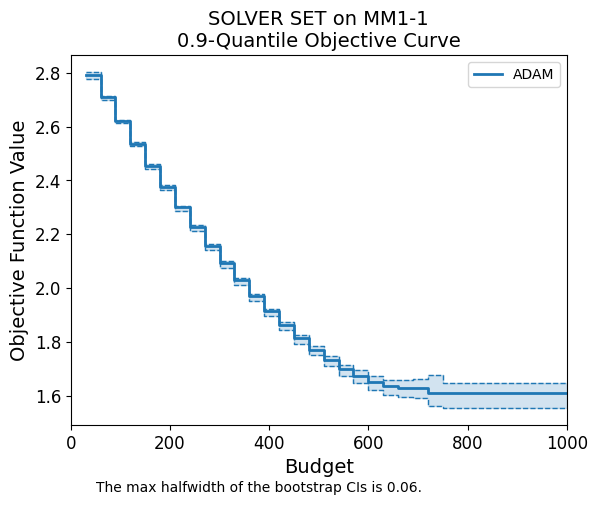 SOLVER SET on MM1-1
0.9-Quantile Objective Curve
ADAM
Objective Function Value
2.8
2.6
2.4
2.2
2.0
1.8
1.6
0 200 400 600 800 1000
Budget
The max halfwidth of the bootstrap CIs is 0.06.